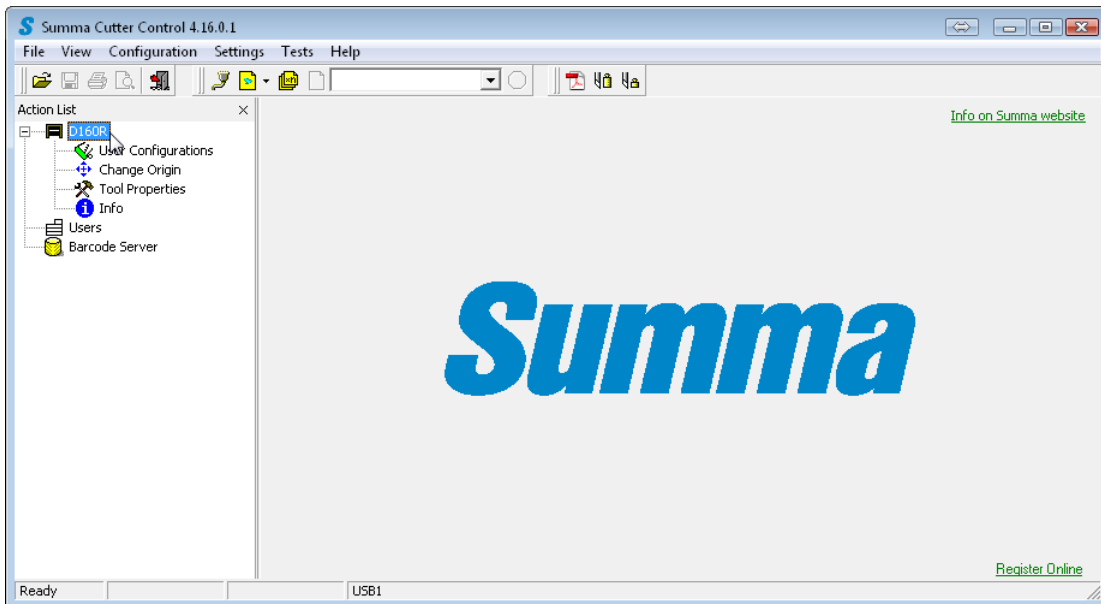 Summa Cutter Control 4.16.0.1
File View Configuration Settings Tests Help
Action List
Info on Summa website
D160R
User Configurations
Change Origin
Tool Properties
Info
Users
Barcode Server
Summa
Register Online
Ready USB1